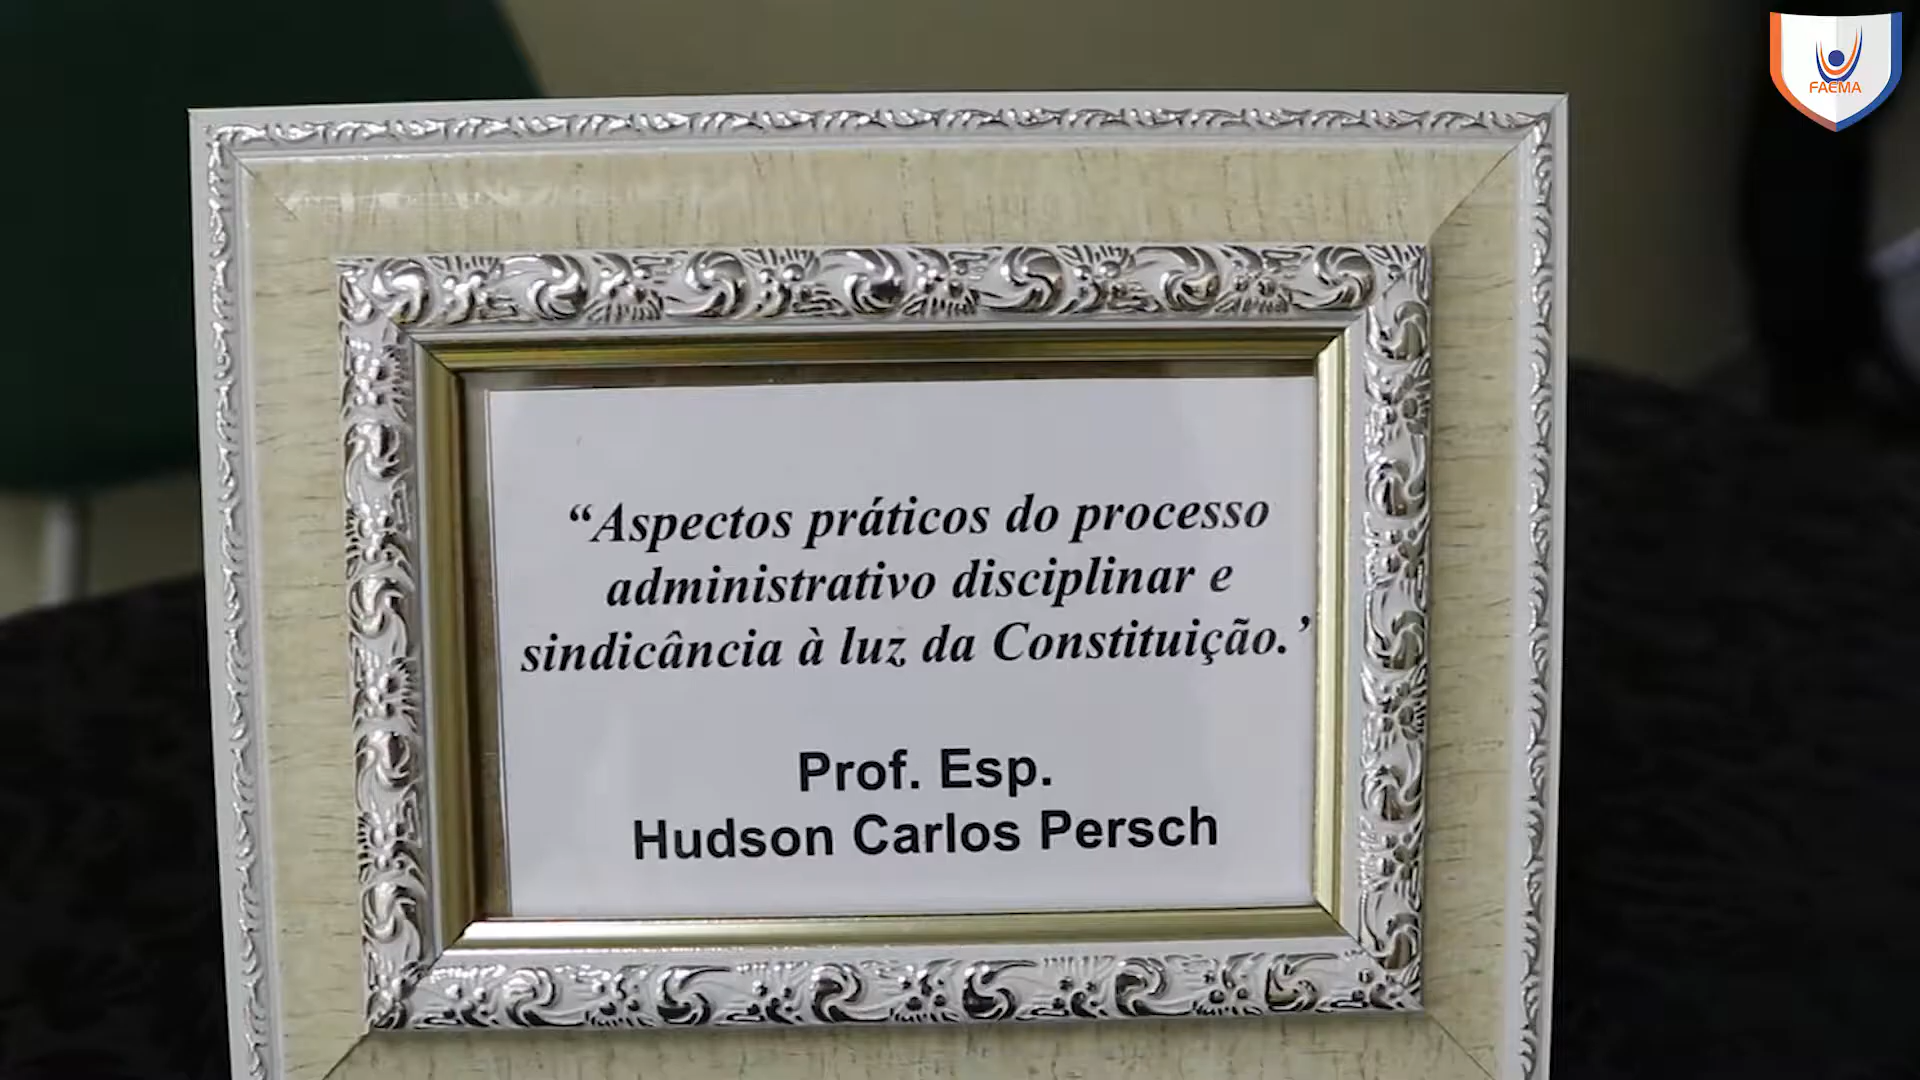 FAEMA
“Aspectos práticos do processo
administrativo disciplinar e
sindicância à luz da Constituição.’
Prof. Esp.
Hudson Carlos Persch